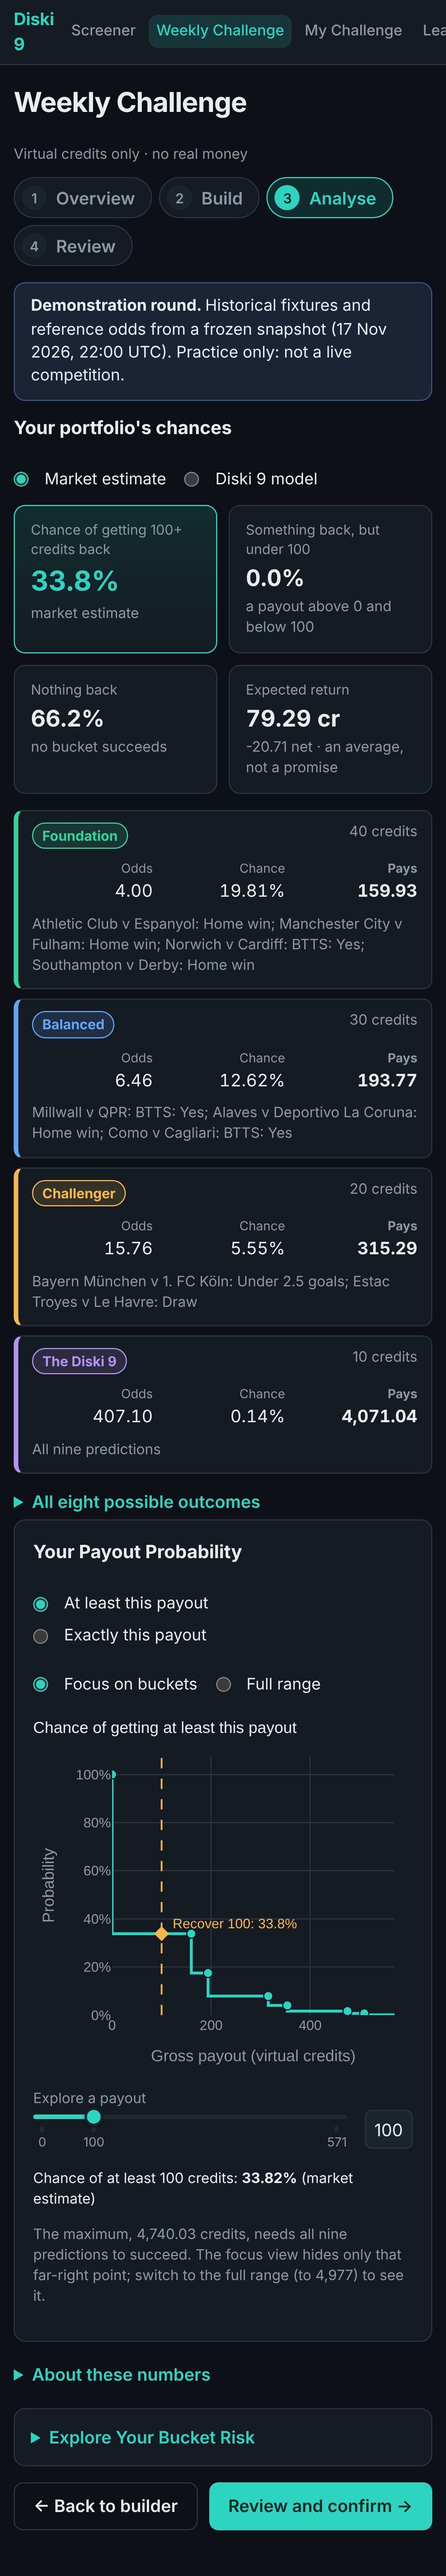 Diski
9
Screener
Weekly Challenge
My Challenge
Lea
Weekly Challenge
Virtual credits only · no real money
1 Overview
2 Build
3 Analyse
4 Review
Demonstration round. Historical fixtures and
reference odds from a frozen snapshot (17 Nov
2026, 22:00 UTC). Practice only: not a live
competition.
Your portfolio's chances
Market estimate
Diski 9 model
Chance of getting 100+
credits back
33.8%
market estimate
Something back, but
under 100
0.0%
a payout above 0 and
below 100
Nothing back
66.2%
no bucket succeeds
Expected return
79.29 cr
-20.71 net · an average,
not a promise
Foundation
40 credits
Odds Chance Pays
4.00 19.81% 159.93
Athletic Club v Espanyol: Home win; Manchester City v
Fulham: Home win; Norwich v Cardiff: BTTS: Yes;
Southampton v Derby: Home win
Balanced
30 credits
Odds Chance Pays
6.46 12.62% 193.77
Millwall v QPR: BTTS: Yes; Alaves v Deportivo La Coruna:
Home win; Como v Cagliari: BTTS: Yes
Challenger
20 credits
Odds Chance Pays
15.76 5.55% 315.29
Bayern München v 1. FC Köln: Under 2.5 goals; Estac
Troyes v Le Havre: Draw
The Diski 9
10 credits
Odds Chance Pays
407.10 0.14% 4,071.04
All nine predictions
All eight possible outcomes
Your Payout Probability
At least this payout
Exactly this payout
Focus on buckets
Full range
Chance of getting at least this payout
100%
80%
60%
40%
20%
0%
Probability
Recover 100: 33.8%
0 200 400
Gross payout (virtual credits)
Explore a payout
100
0 100 571
Chance of at least 100 credits: 33.82% (market
estimate)
The maximum, 4,740.03 credits, needs all nine
predictions to succeed. The focus view hides only that
far-right point; switch to the full range (to 4,977) to see
it.
About these numbers
Explore Your Bucket Risk
← Back to builder
Review and confirm →